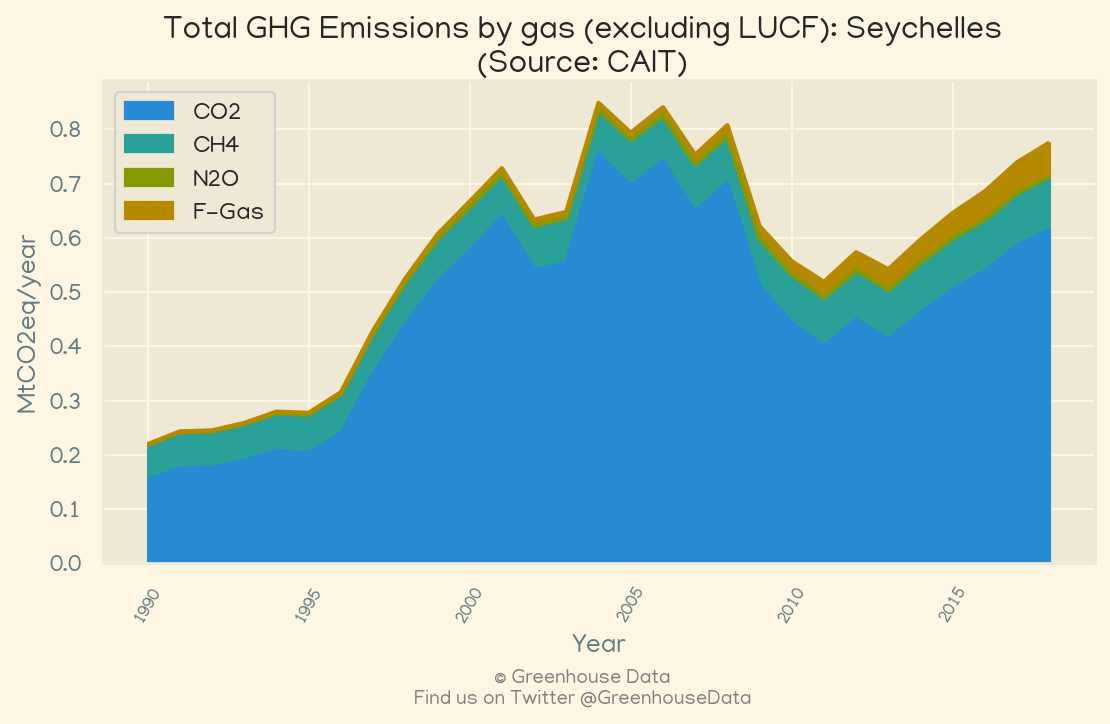 Total GHG Emissions by gas (excluding LUCF): Seychelles
(Source: CAIT)
CO2
CH4
N2O
F-Gas
MtCO2eq/year
0.8
0.7
0.6
0.5
0.4
0.3
0.2
0.1
0.0
1990
1995
2000
2005
2010
2015
Year
© Greenhouse Data
Find us on Twitter @GreenhouseData